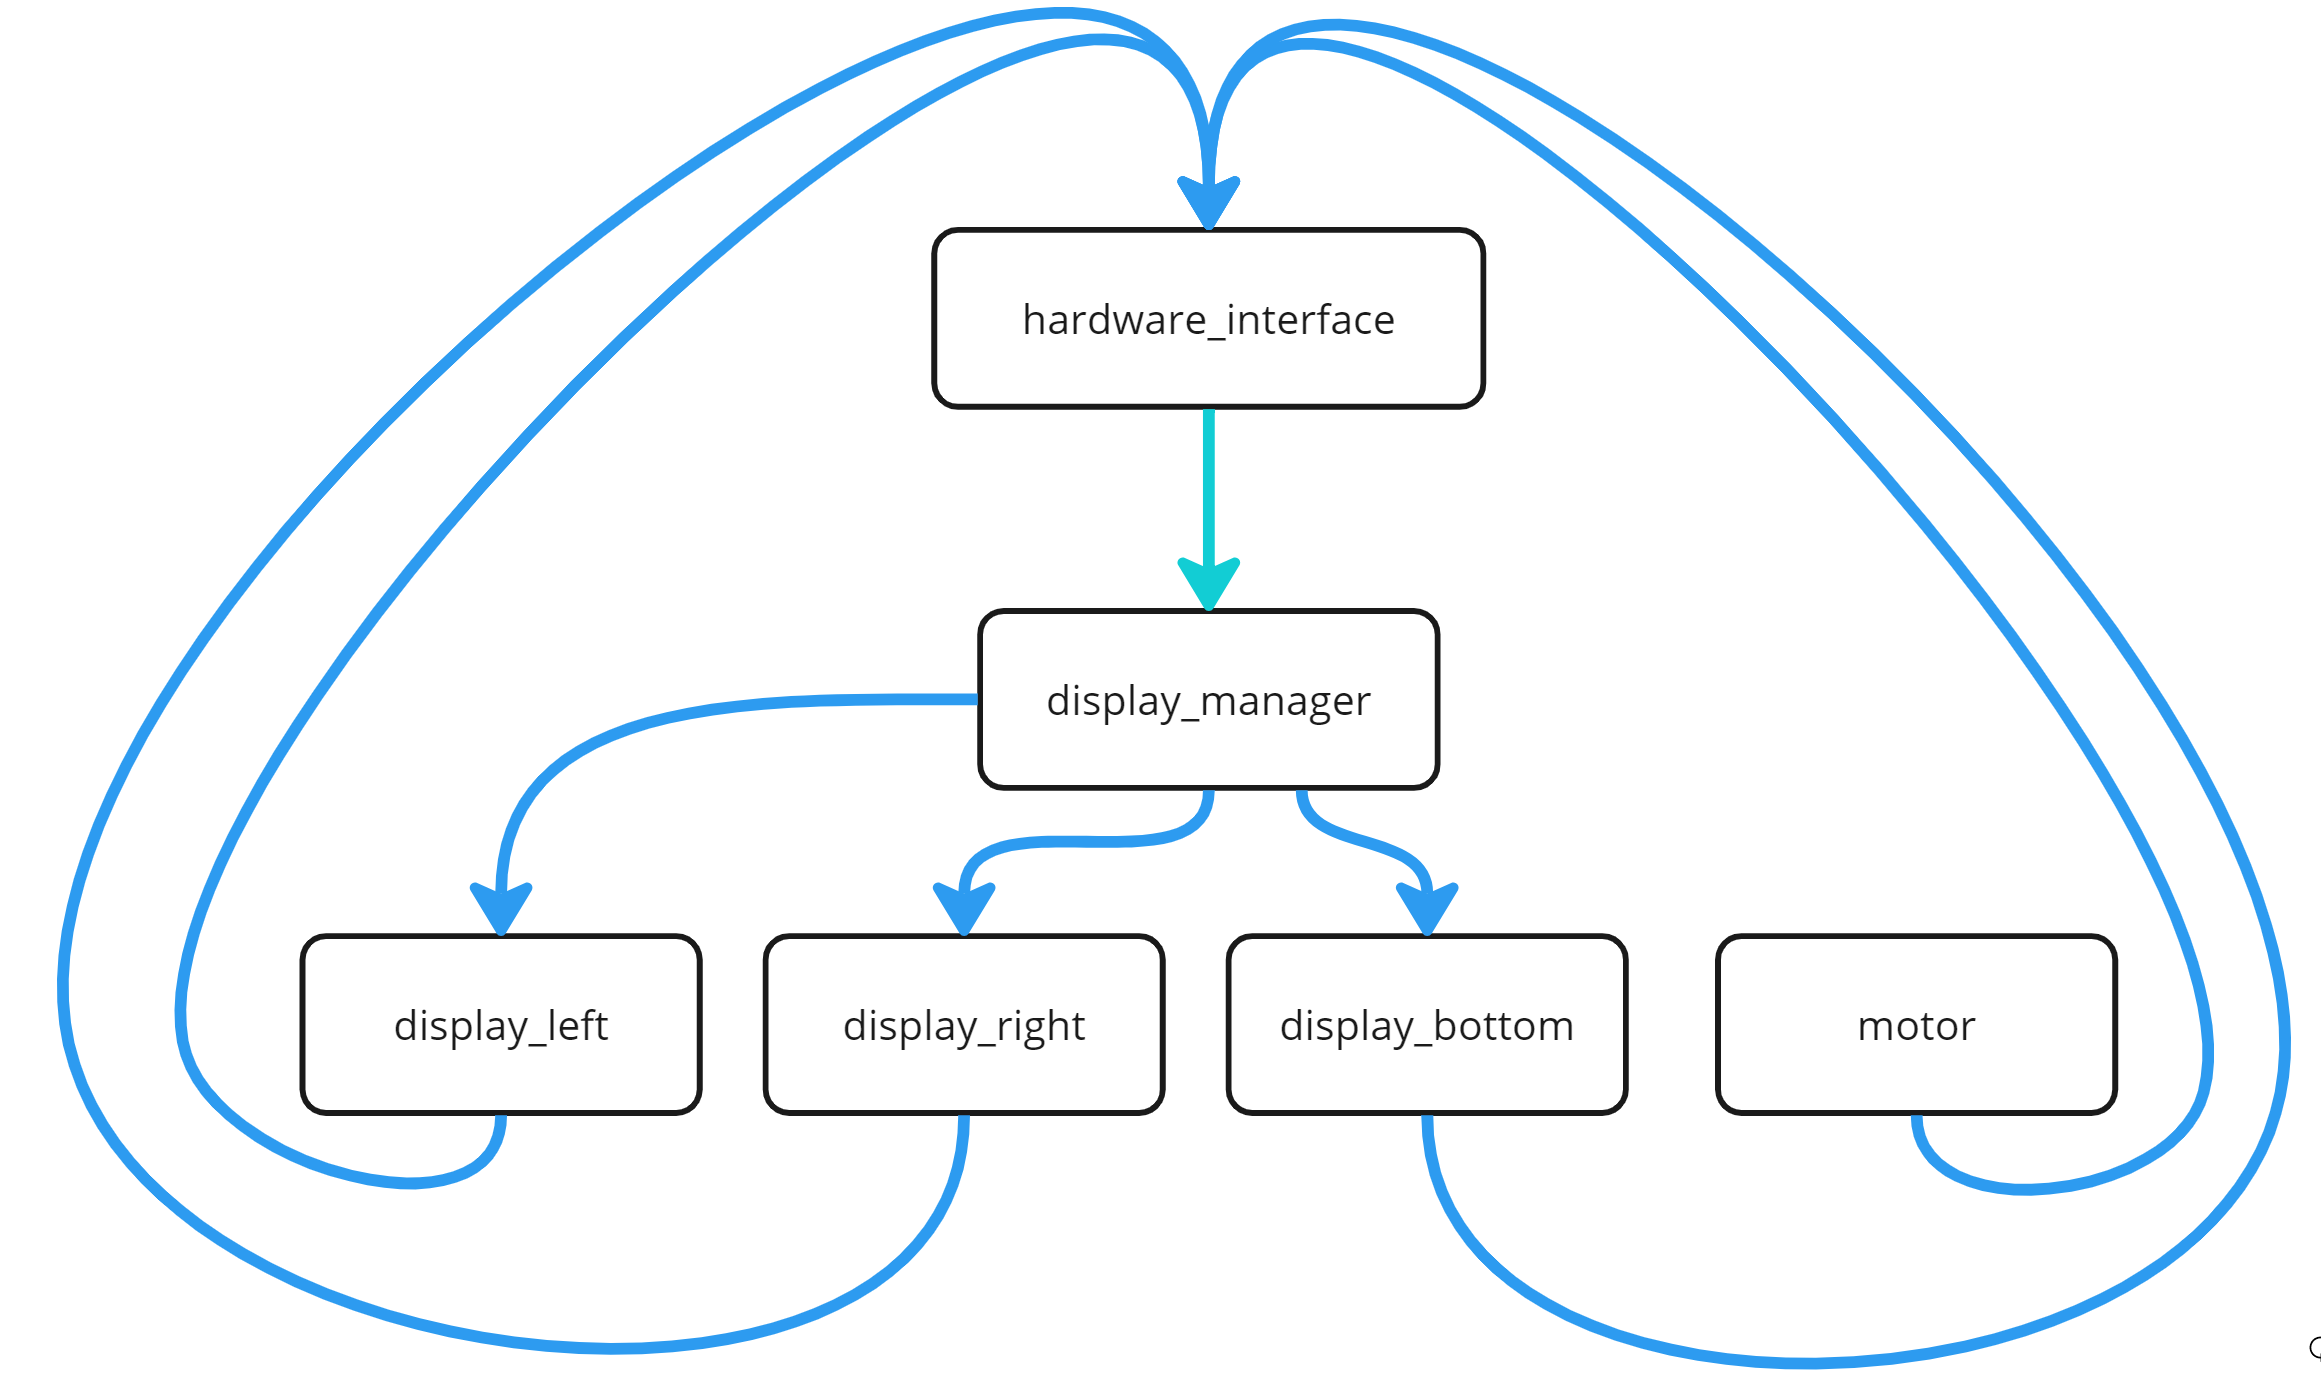 hardware_interface
display_manager
display_left
display_right
display_bottom
motor